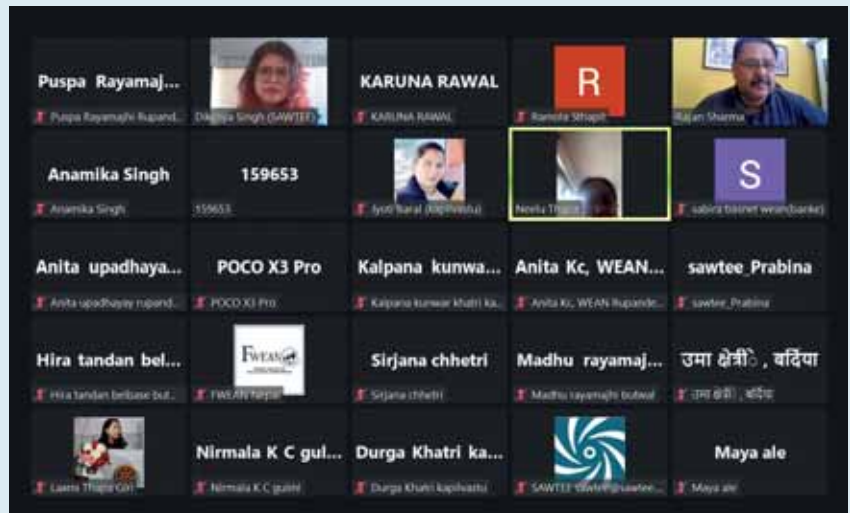 Puspa Rayamaj...
Puspa Rayamajhi Rupand..
Dikshya Singh (SAWTEE)
KARUNA RAWAL
KARUNA RAWAL
R
Ramola Sthapit
Rajan Sharma
Anamika Singh
Anamika Singh
159653
159653
Jyoti Baral (kapilvastu)
Neelu Thapa
S
sabira basnet wean(banke)
Anita upadhaya...
Anita upadhayay rupand..
POCO X3 Pro
POCO X3 Pro
Kalpana kunwa...
Kalpana kunwar khatri ka..
Anita Kc, WEAN...
Anita Kc, WEAN Rupande..
sawtee_Prabina
sawtee_Prabina
Hira tandan bel...
Hira tandan belbase but..
FWEAN
FWEAN Nepal
Sirjana chhetri
Sirjana chhetri
Madhu rayamaj...
Madhu rayamajhi butwal
उमा क्षेत्रीे , बर्दिया
Laxmi Thapa Giri
Nirmala K C gul...
Nirmala K C gulmi
Durga Khatri ka...
Durga Khatri kapilvastu
SAWTEE
Maya ale
Maya ale